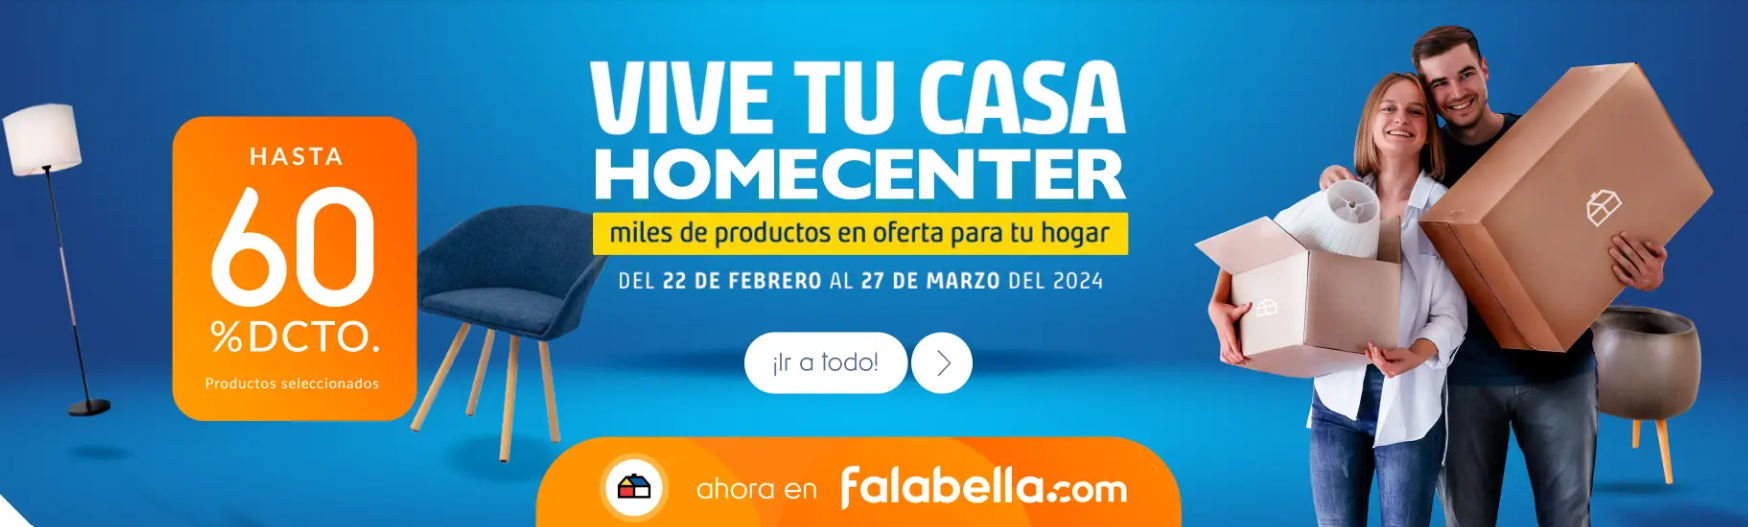 HASTA
60
%DCTO.
Productos seleccionados
VIVE TU CASA
HOMECENTER
miles de productos en oferta para tu hogar
DEL 22 DE FEBRERO AL 27 DE MARZO DEL 2024
¡Ir a todo!
ahora en falabella.com